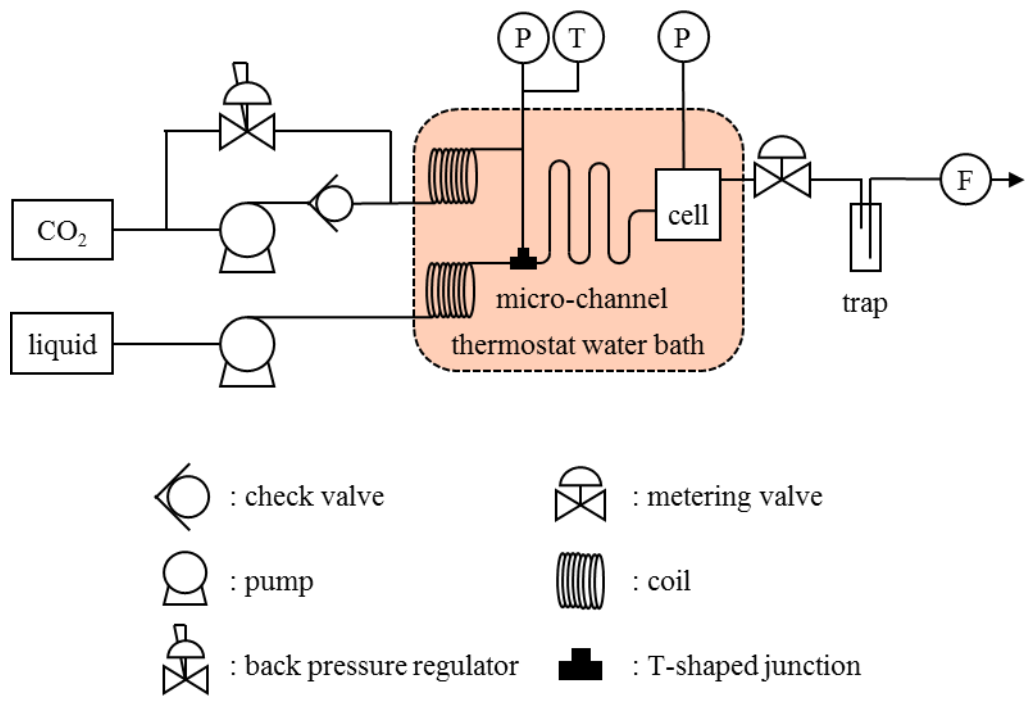 P T P
CO₂
cell
F
micro-channel
trap
liquid
thermostat water bath
: check valve
: metering valve
: pump
: coil
: back pressure regulator
: T-shaped junction